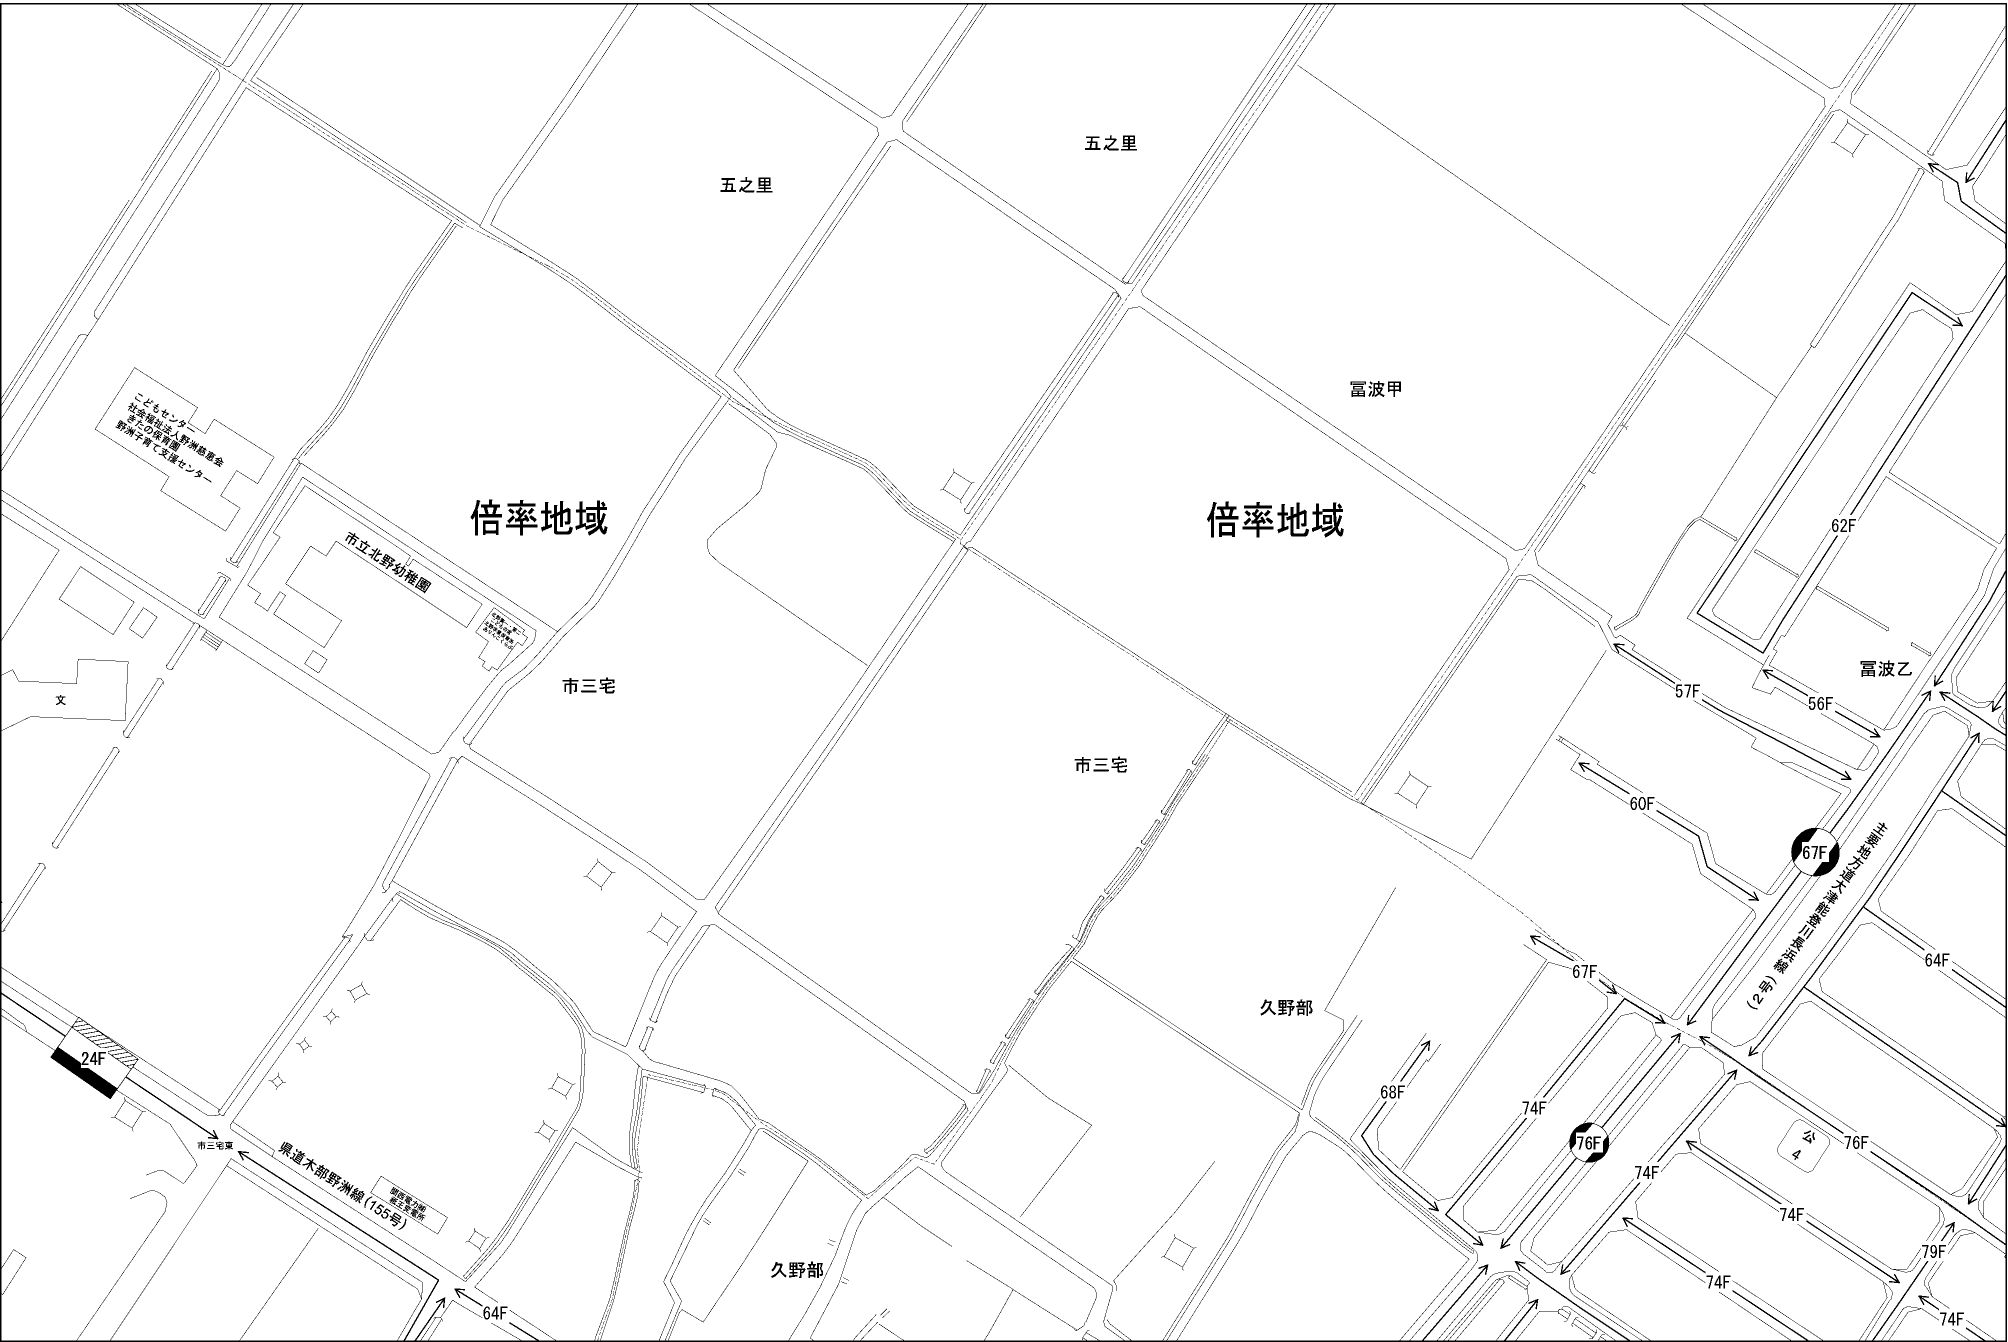 五之里
五之里
冨波甲
こどもセンター
社会福祉法人野洲慈恵会
きたの保育園
野洲子育て支援センター
倍率地域
倍率地域
62F
市立北野幼稚園
冨波乙
市三宅
57F
56F
文
市三宅
60F
67F
主要地方道大津能登川長浜線
(2号)
64F
67F
久野部
24F
68F
74F
76F
公
4
76F
市三宅東
県道木部野洲線(155号)
74F
関西電力㈱
74F
79F
久野部
74F
64F
74F